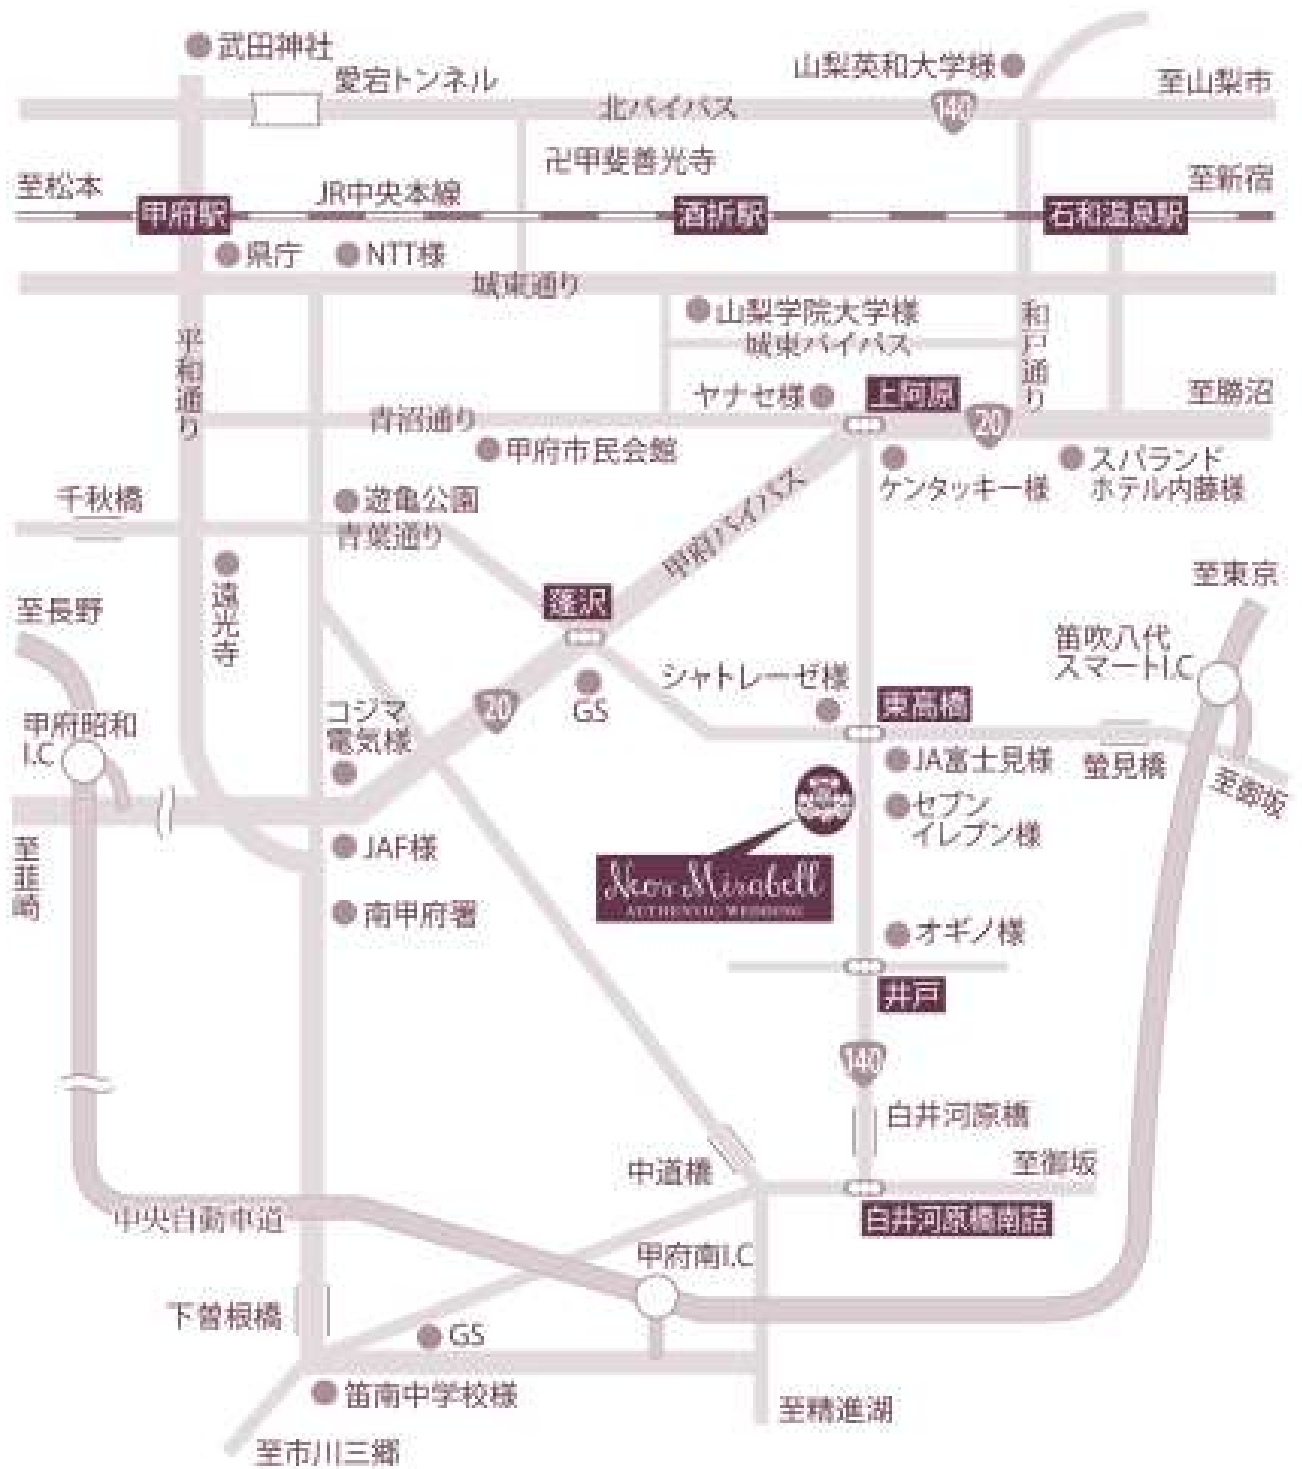 武田神社
愛宕トンネル
山梨英和大学様
至山梨市
北バイパス
140
卍甲斐善光寺
至松本
JR中央本線
至新宿
甲府駅
酒折駅
石和温泉駅
県庁
NTT様
城東通り
山梨学院大学様
城東バイパス
平和通り
和戸通り
ヤナセ様
上阿原
至勝沼
青沼通り
20
甲府市民会館
ケンタッキー様
スパランド
ホテル内藤様
千秋橋
遊亀公園
青葉通り
甲府バイパス
遠光寺
至長野
蓬沢
至東京
笛吹八代
スマートI.C
シャトレーゼ様
GS
20
東高橋
コジマ
電気様
甲府昭和
I.C
JA富士見様
螢見橋
至御坂
セブン
イレブン様
至韮崎
JAF様
Neos Mirabell
AUTHENTIC WEDDING
南甲府署
オギノ様
井戸
140
白井河原橋
中道橋
至御坂
白井河原橋南詰
中央自動車道
甲府南I.C
下曽根橋
GS
笛南中学校様
至精進湖
至市川三郷